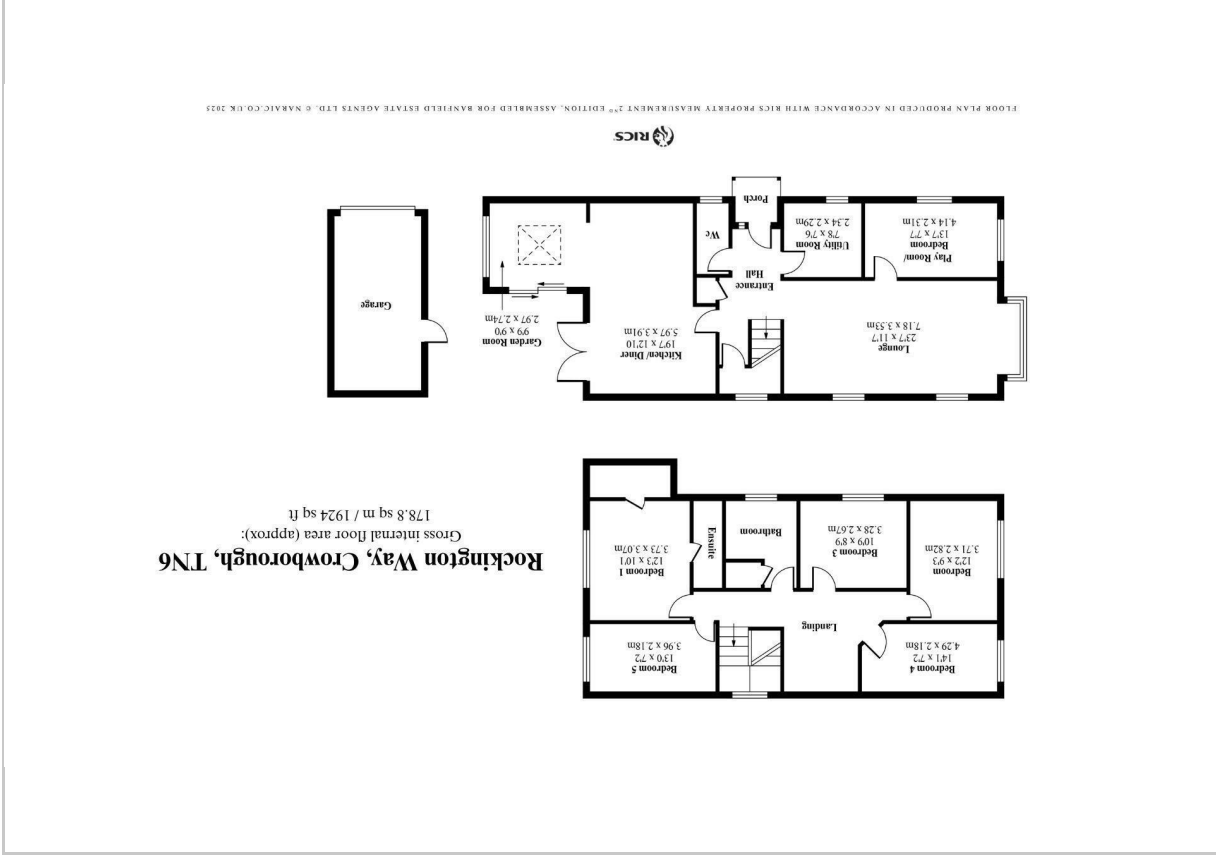 Bedroom 4
14'1 x 7'2
4.29 x 2.18m
Bedroom 5
13'0 x 7'2
3.96 x 2.18m
Landing
Bedroom
12'2 x 9'3
3.71 x 2.82m
Bedroom 3
10'9 x 8'9
3.28 x 2.67m
Bathroom
Ensuite
Bedroom 1
12'3 x 10'1
3.73 x 3.07m
Rockington Way, Crowborough, TN6
Gross internal floor area (approx):
178.8 sq m / 1924 sq ft
Lounge
23'7 x 11'7
7.18 x 3.53m
Kitchen/ Diner
19'7 x 12'10
5.97 x 3.91m
Garden Room
9'9 x 9'0
2.97 x 2.74m
Garage
Entrance
Hall
Play Room/
Bedroom
13'7 x 7'7
4.14 x 2.31m
Utility Room
7'8 x 7'6
2.34 x 2.29m
Wc
Porch
RICS
FLOOR PLAN PRODUCED IN ACCORDANCE WITH RICS PROPERTY MEASUREMENT 2ND EDITION, ASSEMBLED FOR BANFIELD ESTATE AGENTS LTD. © NARAIC.CO.UK 2025